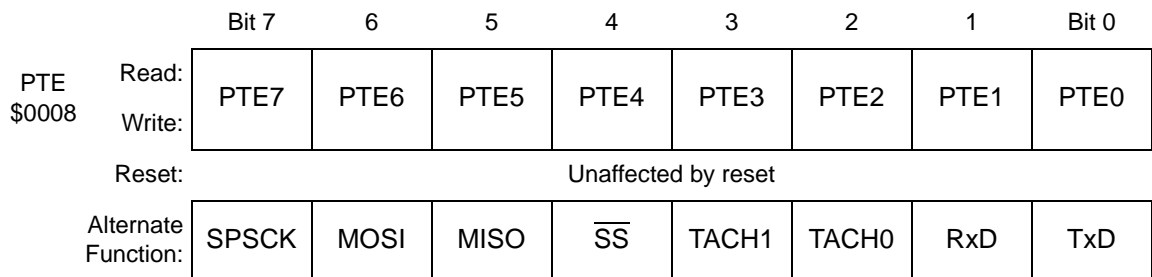 Bit 7 6 5 4 3 2 1 Bit 0
PTE
$0008
Read:
Write:
PTE7 PTE6 PTE5 PTE4 PTE3 PTE2 PTE1 PTE0
Reset: Unaffected by reset
Alternate
Function:
SPSCK MOSI MISO S̅S̅ TACH1 TACH0 RxD TxD